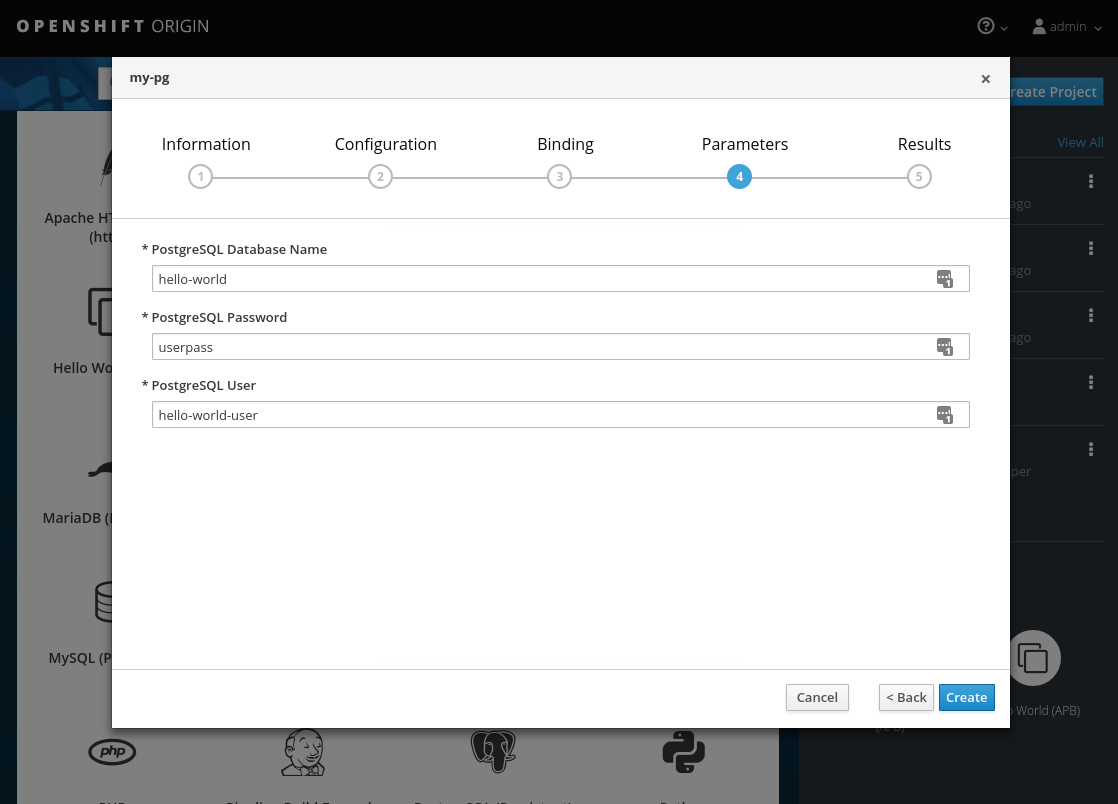 OPENSHIFT ORIGIN
admin
my-pg
×
reate Project
View All
Information
Configuration
Binding
Parameters
Results
1
2
3
4
5
ago
ago
ago
per
Apache HT
(htt
Hello Wo
MariaDB (
MySQL (P
* PostgreSQL Database Name
hello-world
* PostgreSQL Password
userpass
* PostgreSQL User
hello-world-user
Cancel
< Back
Create
o World (APB)
(APB)
php